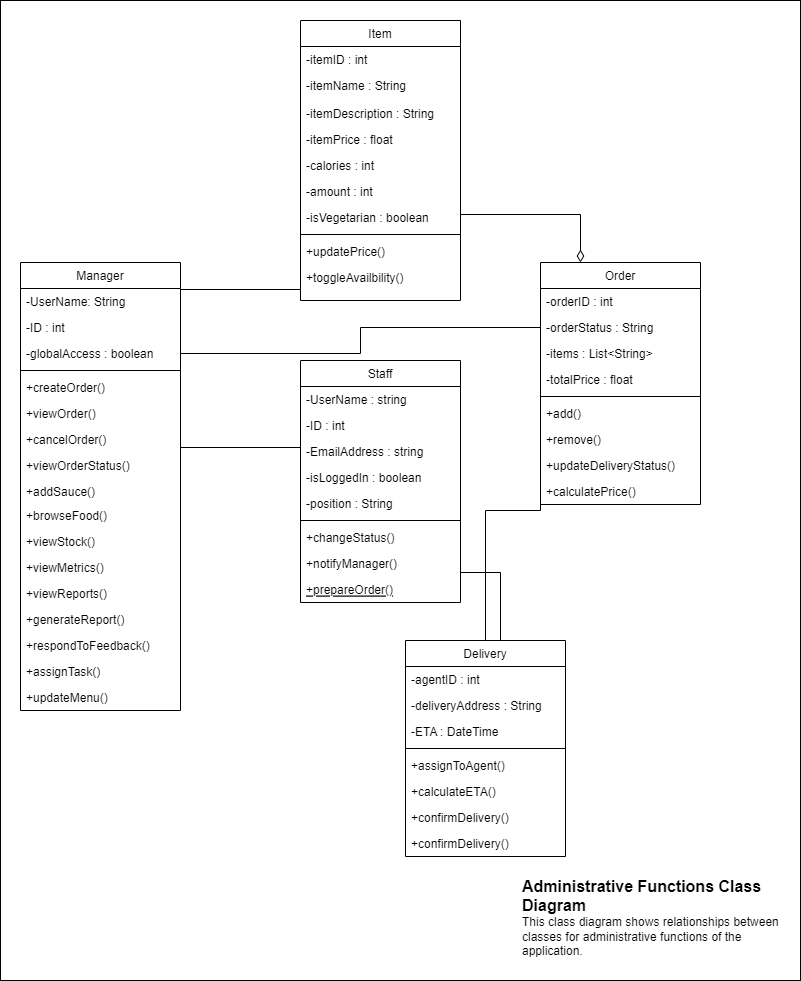 Item
-itemID : int
-itemName : String
-itemDescription : String
-itemPrice : float
-calories : int
-amount : int
-isVegetarian : boolean
+updatePrice()
+toggleAvailbility()
Manager
-UserName: String
-ID : int
-globalAccess : boolean
+createOrder()
+viewOrder()
+cancelOrder()
+viewOrderStatus()
+addSauce()
+browseFood()
+viewStock()
+viewMetrics()
+viewReports()
+generateReport()
+respondToFeedback()
+assignTask()
+updateMenu()
Order
-orderID : int
-orderStatus : String
-items : List<String>
-totalPrice : float
+add()
+remove()
+updateDeliveryStatus()
+calculatePrice()
Staff
-UserName : string
-ID : int
-EmailAddress : string
-isLoggedIn : boolean
-position : String
+changeStatus()
+notifyManager()
+prepareOrder()
Delivery
-agentID : int
-deliveryAddress : String
-ETA : DateTime
+assignToAgent()
+calculateETA()
+confirmDelivery()
+confirmDelivery()
Administrative Functions Class
Diagram
This class diagram shows relationships between
classes for administrative functions of the
application.